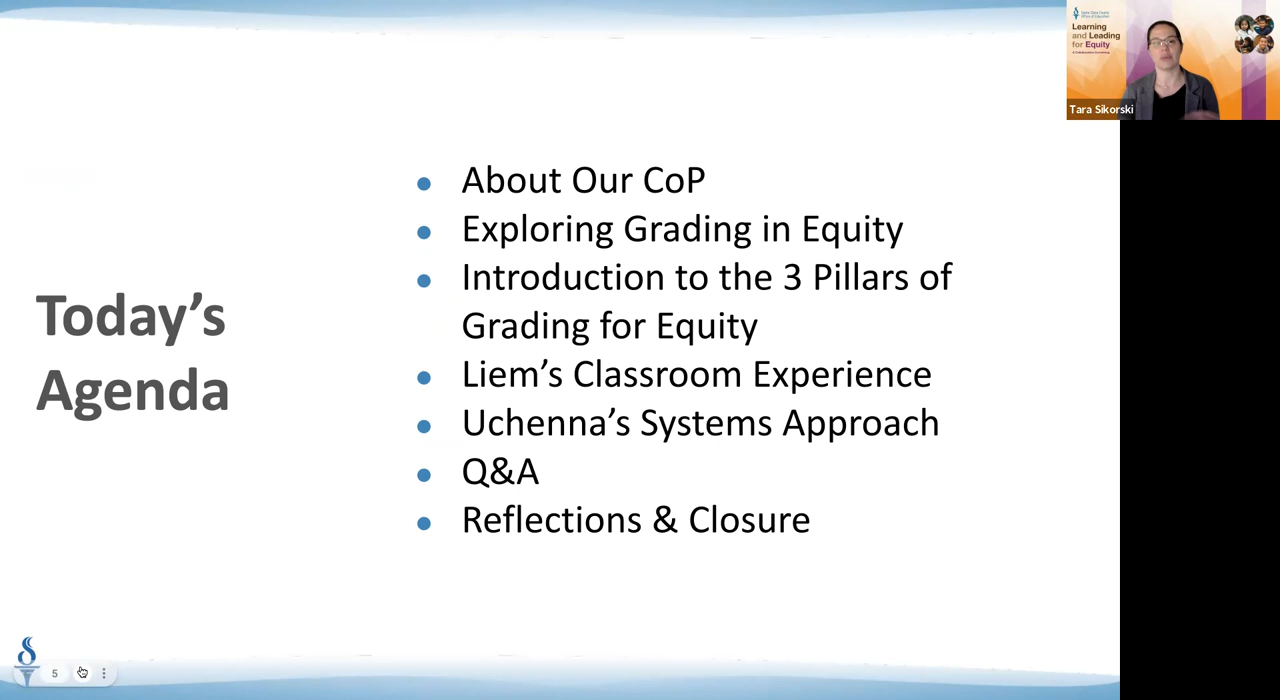 Today's
Agenda
About Our CoP
Exploring Grading in Equity
Introduction to the 3 Pillars of
Grading for Equity
Liem's Classroom Experience
Uchenna's Systems Approach
Q&A
Reflections & Closure
5
Learning
and Leading
for Equity
Tara Sikorski